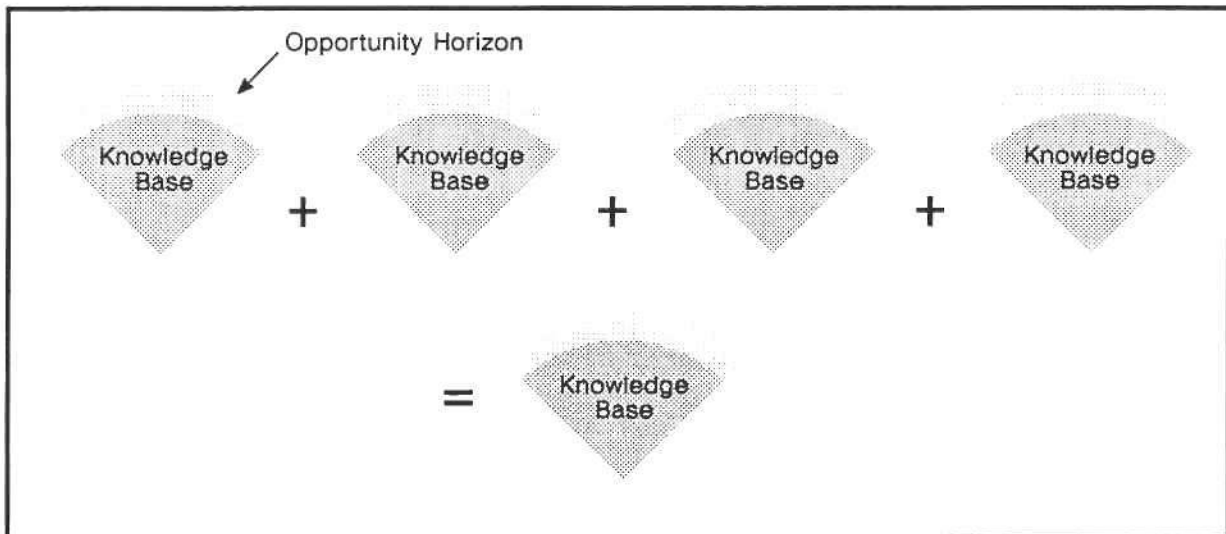 Opportunity Horizon
Knowledge
Base
Knowledge
Base
Knowledge
Base
Knowledge
Base
+
+
+
=
Knowledge
Base